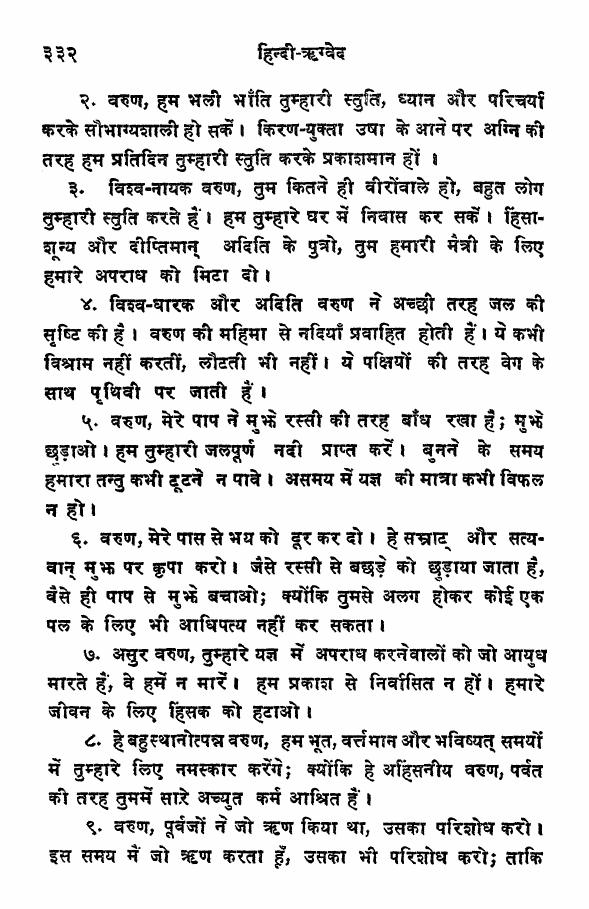 ३३२ हिन्दी-ऋग्वेद
२. वरुण, हम भली भाँति तुम्हारी स्तुति, ध्यान और परिचर्या
करके सौभाग्यशाली हो सकें। किरण-युक्ता उषा के आने पर अग्नि की
तरह हम प्रतिदिन तुम्हारी स्तुति करके प्रकाशमान हों ।
३. विश्व-नायक वरुण, तुम कितने ही वीरोंवाले हो, बहुत लोग
तुम्हारी स्तुति करते हैं। हम तुम्हारे घर में निवास कर सकें। हिंसा-
शून्य और दीप्तिमान् अदिति के पुत्रो, तुम हमारी मैत्री के लिए
हमारे अपराध को मिटा दो।
४. विश्व-धारक और अदिति वरुण ने अच्छी तरह जल की
सृष्टि की है। वरुण की महिमा से नदियाँ प्रवाहित होती हैं। ये कभी
विश्राम नहीं करतीं, लौटती भी नहीं। ये पक्षियों की तरह वेग के
साथ पृथिवी पर जाती हैं।
५. वरुण, मेरे पाप ने मुझे रस्सी की तरह बाँध रखा है; मुझे
छुड़ाओ। हम तुम्हारी जलपूर्ण नदी प्राप्त करें। बुनने के समय
हमारा तन्तु कभी टूटने न पावे। असमय में यज्ञ की मात्रा कभी विफल
न हो।
६. वरुण, मेरे पास से भय को दूर कर दो। हे सम्राट् और सत्य-
वान् मुझ पर कृपा करो। जैसे रस्सी से बछड़े को छुड़ाया जाता है,
वैसे ही पाप से मुझे बचाओ; क्योंकि तुमसे अलग होकर कोई एक
पल के लिए भी आधिपत्य नहीं कर सकता।
७. असुर वरुण, तुम्हारे यज्ञ में अपराध करनेवालों को जो आयुध
मारते हैं, वे हमें न मारें। हम प्रकाश से निर्वासित न हों। हमारे
जीवन के लिए हिंसक को हटाओ।
८. हे बहुस्थानोत्पन्न वरुण, हम भूत, वर्त्तमान और भविष्यत् समयों
में तुम्हारे लिए नमस्कार करेंगे; क्योंकि हे अहिंसनीय वरुण, पर्वत
की तरह तुममें सारे अच्युत कर्म आश्रित हैं।
९. वरुण, पूर्वजों ने जो ऋण किया था, उसका परिशोध करो।
इस समय मैं जो ऋण करता हूँ, उसका भी परिशोध करो; ताकि